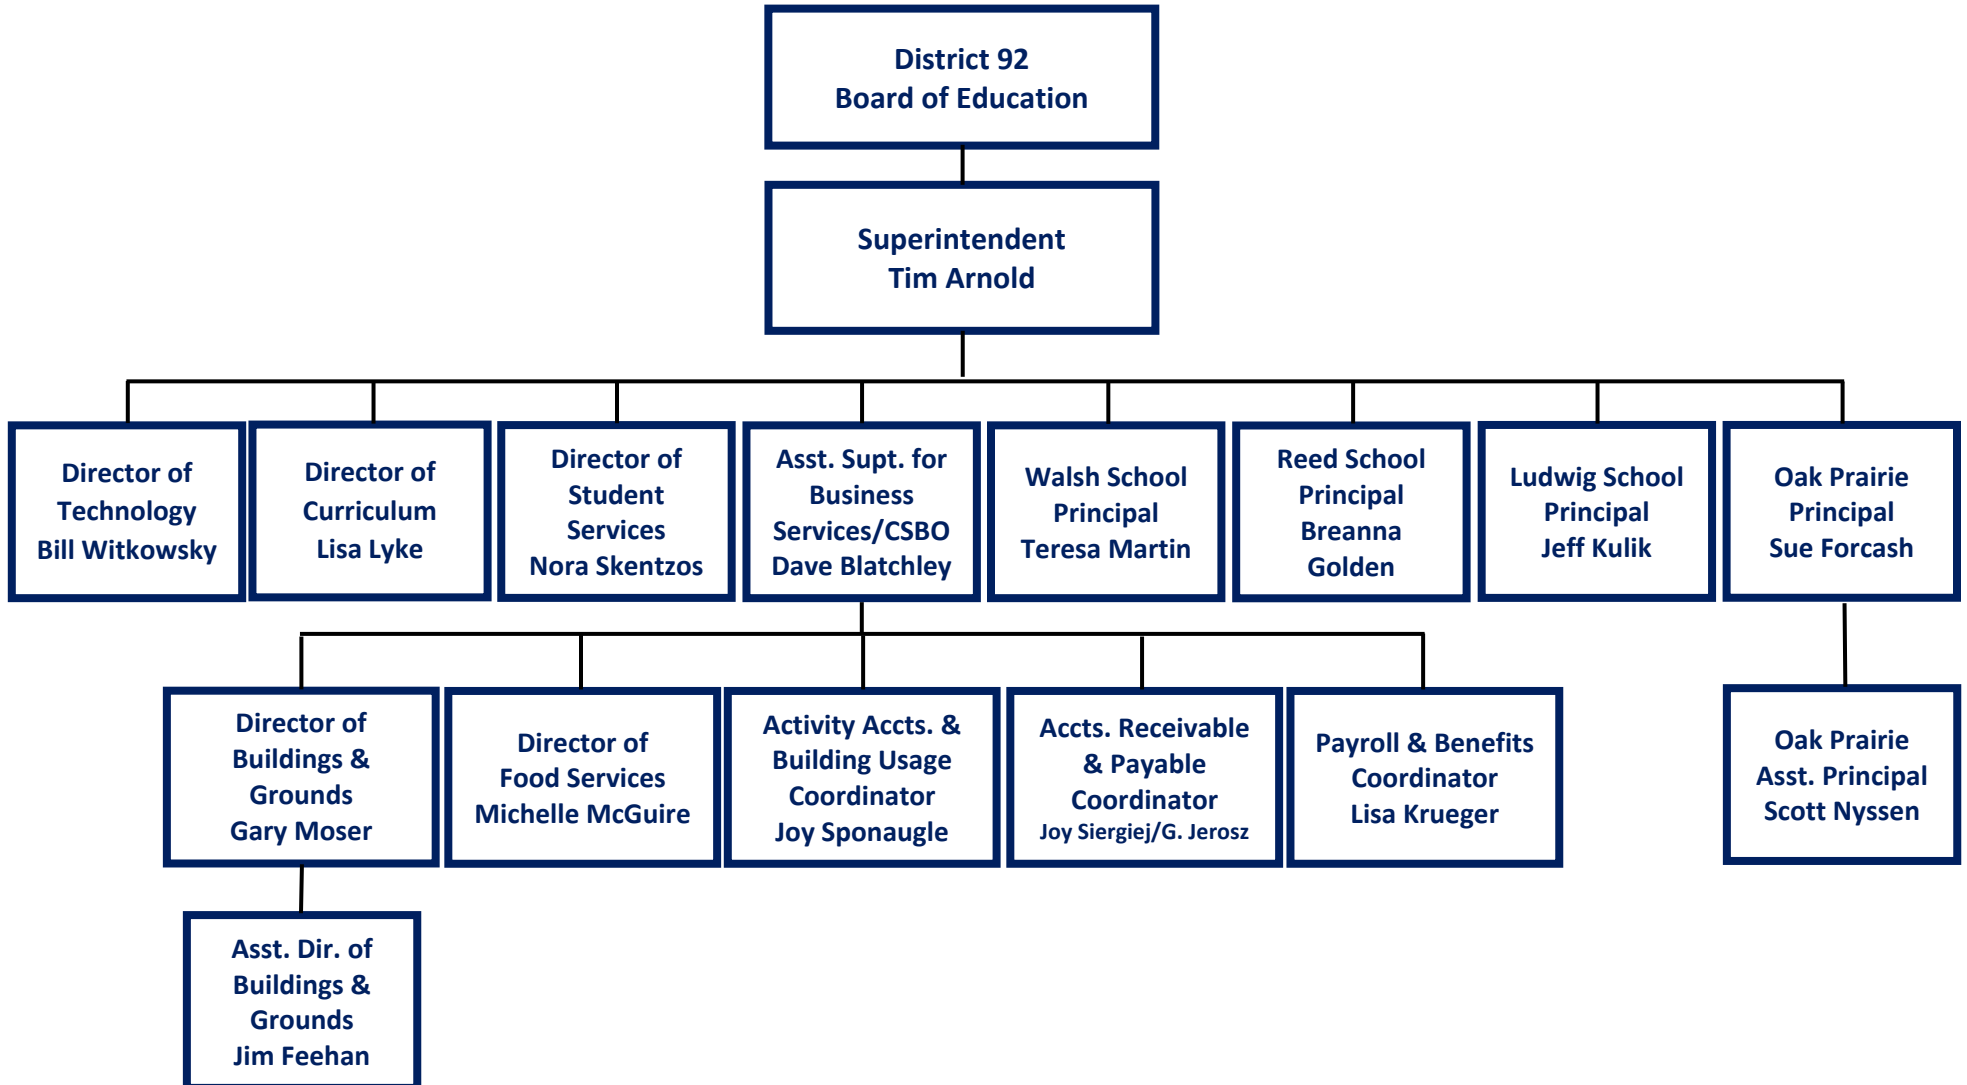 District 92
Board of Education
Superintendent
Tim Arnold
Director of
Technology
Bill Witkowsky
Director of
Curriculum
Lisa Lyke
Director of
Student
Services
Nora Skentzos
Asst. Supt. for
Business
Services/CSBO
Dave Blatchley
Walsh School
Principal
Teresa Martin
Reed School
Principal
Breanna
Golden
Ludwig School
Principal
Jeff Kulik
Oak Prairie
Principal
Sue Forcash
Director of
Buildings &
Grounds
Gary Moser
Director of
Food Services
Michelle McGuire
Activity Accts. &
Building Usage
Coordinator
Joy Sponaugle
Accts. Receivable
& Payable
Coordinator
Joy Siergiej/G. Jerosz
Payroll & Benefits
Coordinator
Lisa Krueger
Oak Prairie
Asst. Principal
Scott Nyssen
Asst. Dir. of
Buildings &
Grounds
Jim Feehan